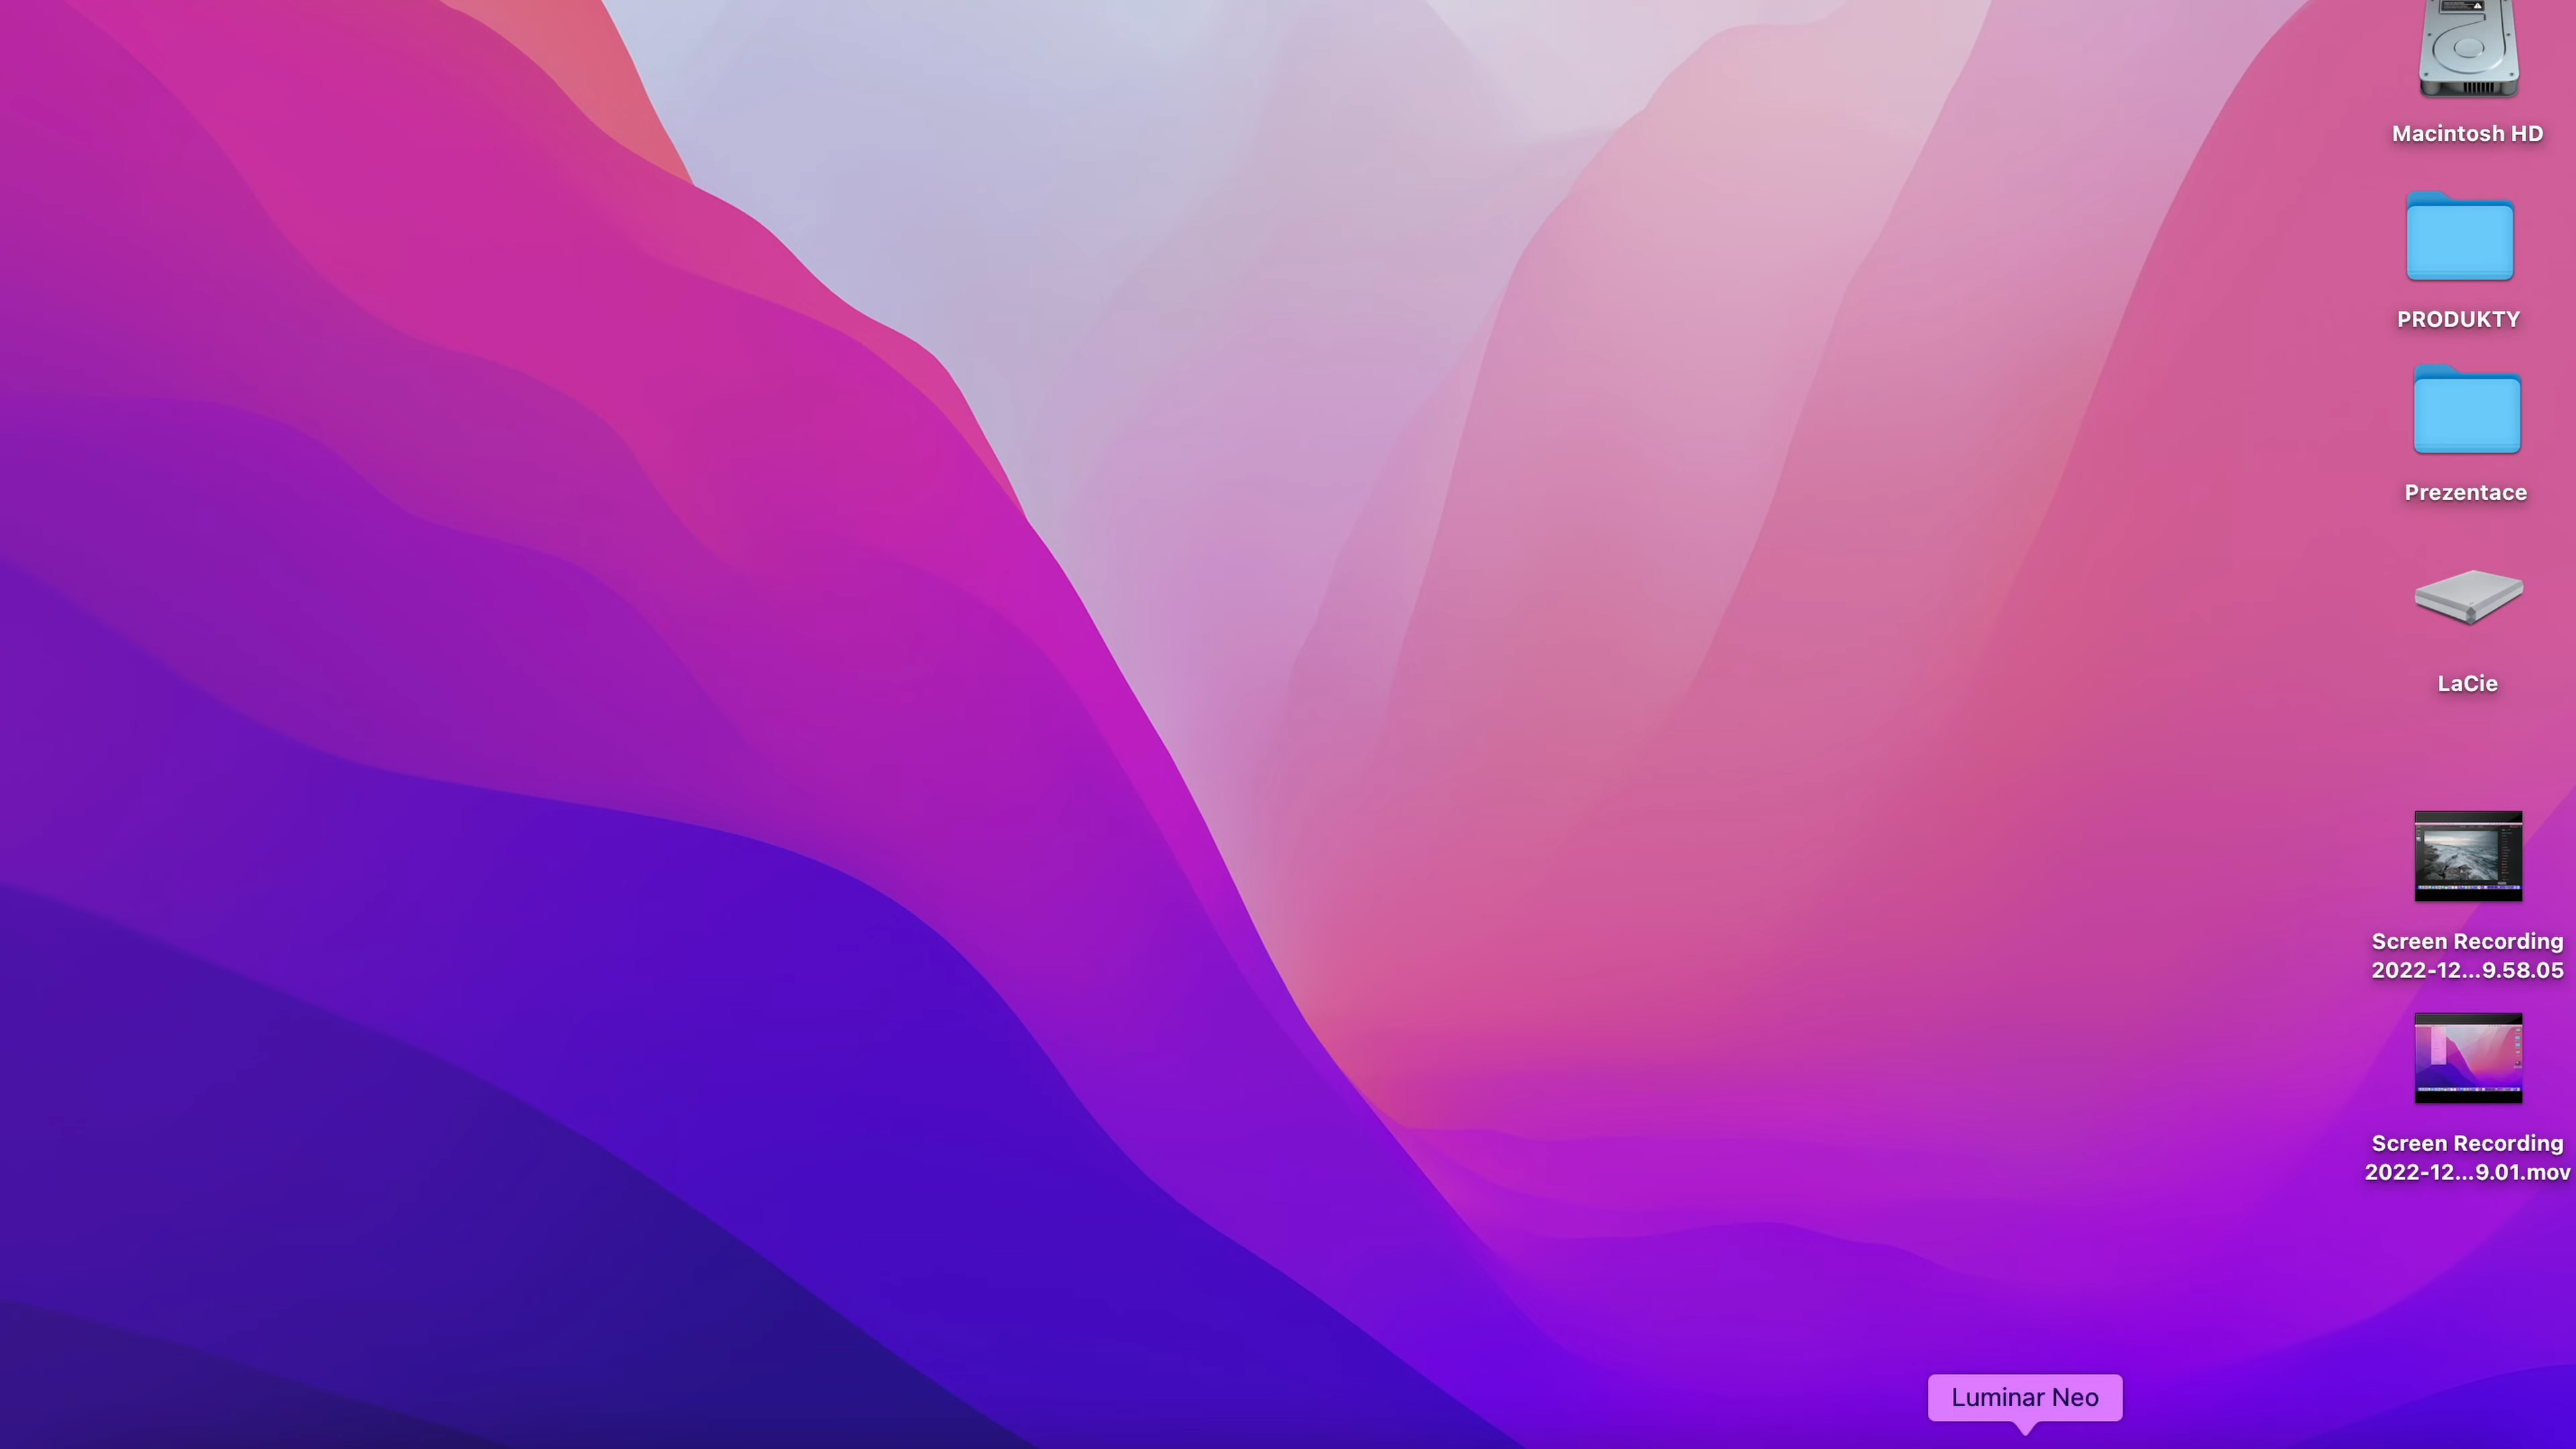 Macintosh HD
PRODUKTY
Prezentace
LaCie
Screen Recording
2022-12...9.58.05
Screen Recording
2022-12...9.01.mov
Luminar Neo